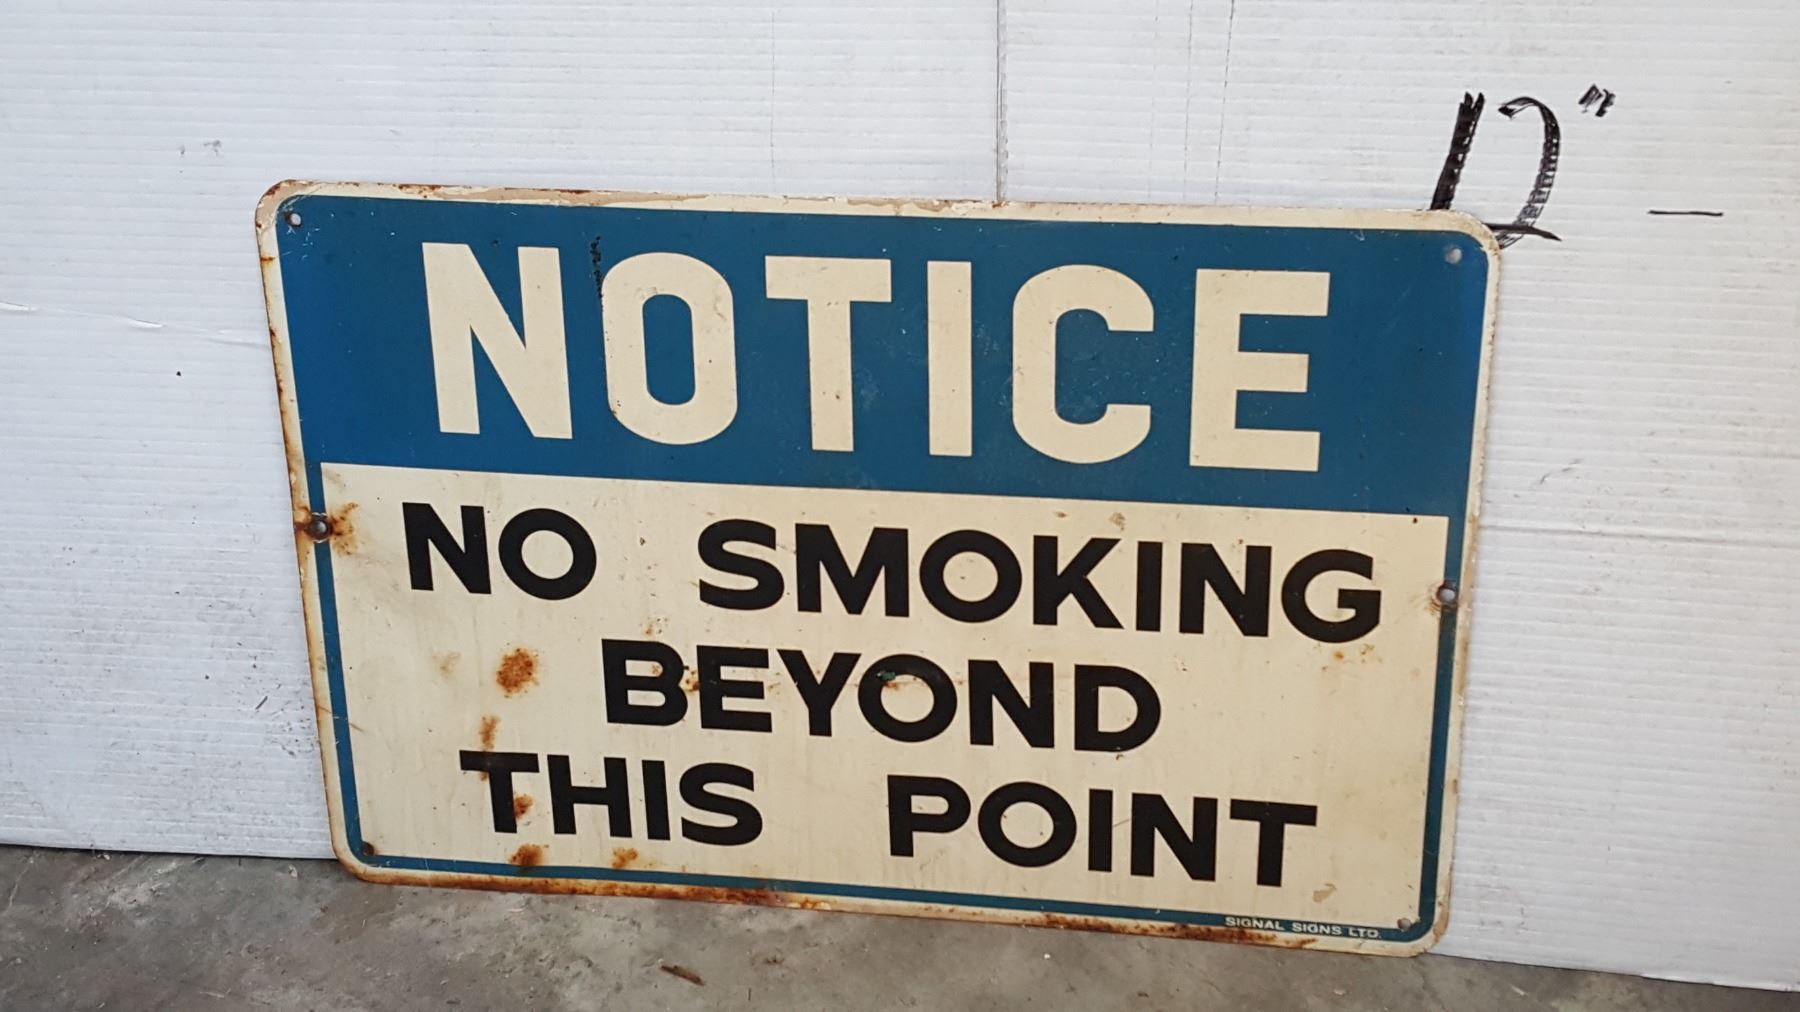 12"
NOTICE
NO SMOKING
BEYOND
THIS POINT
SIGNAL SIGNS LTD.